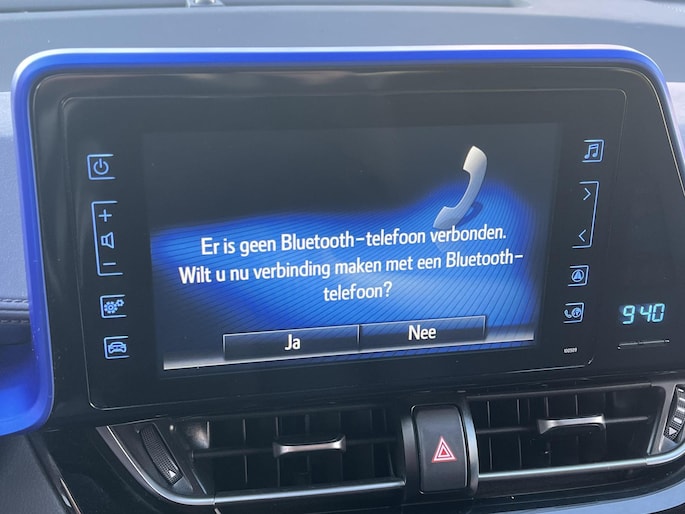 Er is geen Bluetooth-telefoon verbonden.
Wilt u nu verbinding maken met een Bluetooth-
telefoon?
Ja
Nee
9:40